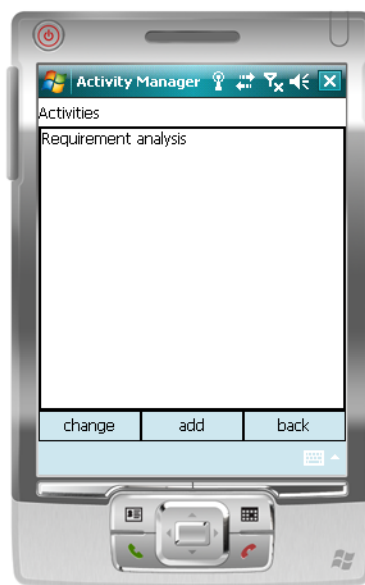 Activity Manager
Activities
Requirement analysis
change add back